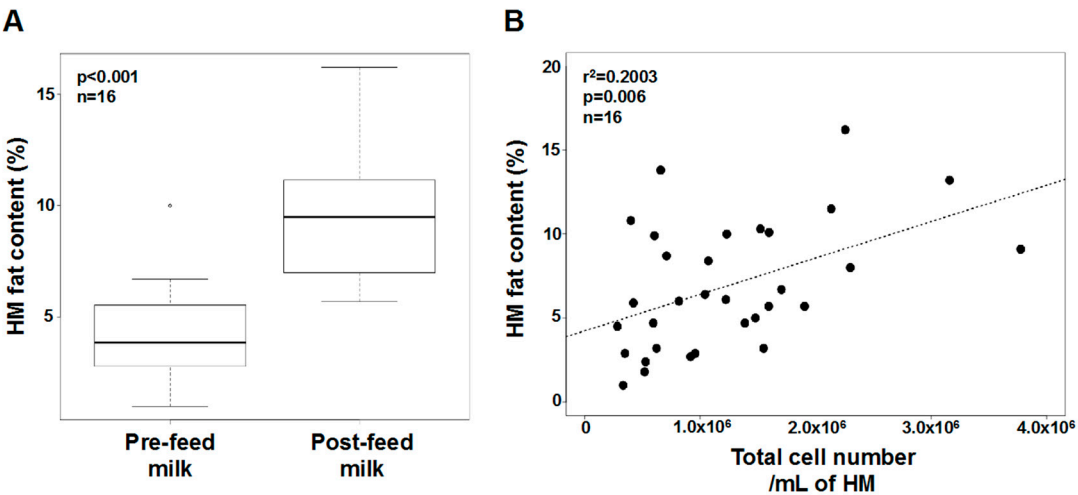 A
p<0.001
n=16
HM fat content (%)
15
10
5
Pre-feed
milk
Post-feed
milk
B
r²=0.2003
p=0.006
n=16
HM fat content (%)
20
15
10
5
0
0 1.0x10⁶ 2.0x10⁶ 3.0x10⁶ 4.0x10⁶
Total cell number
/mL of HM